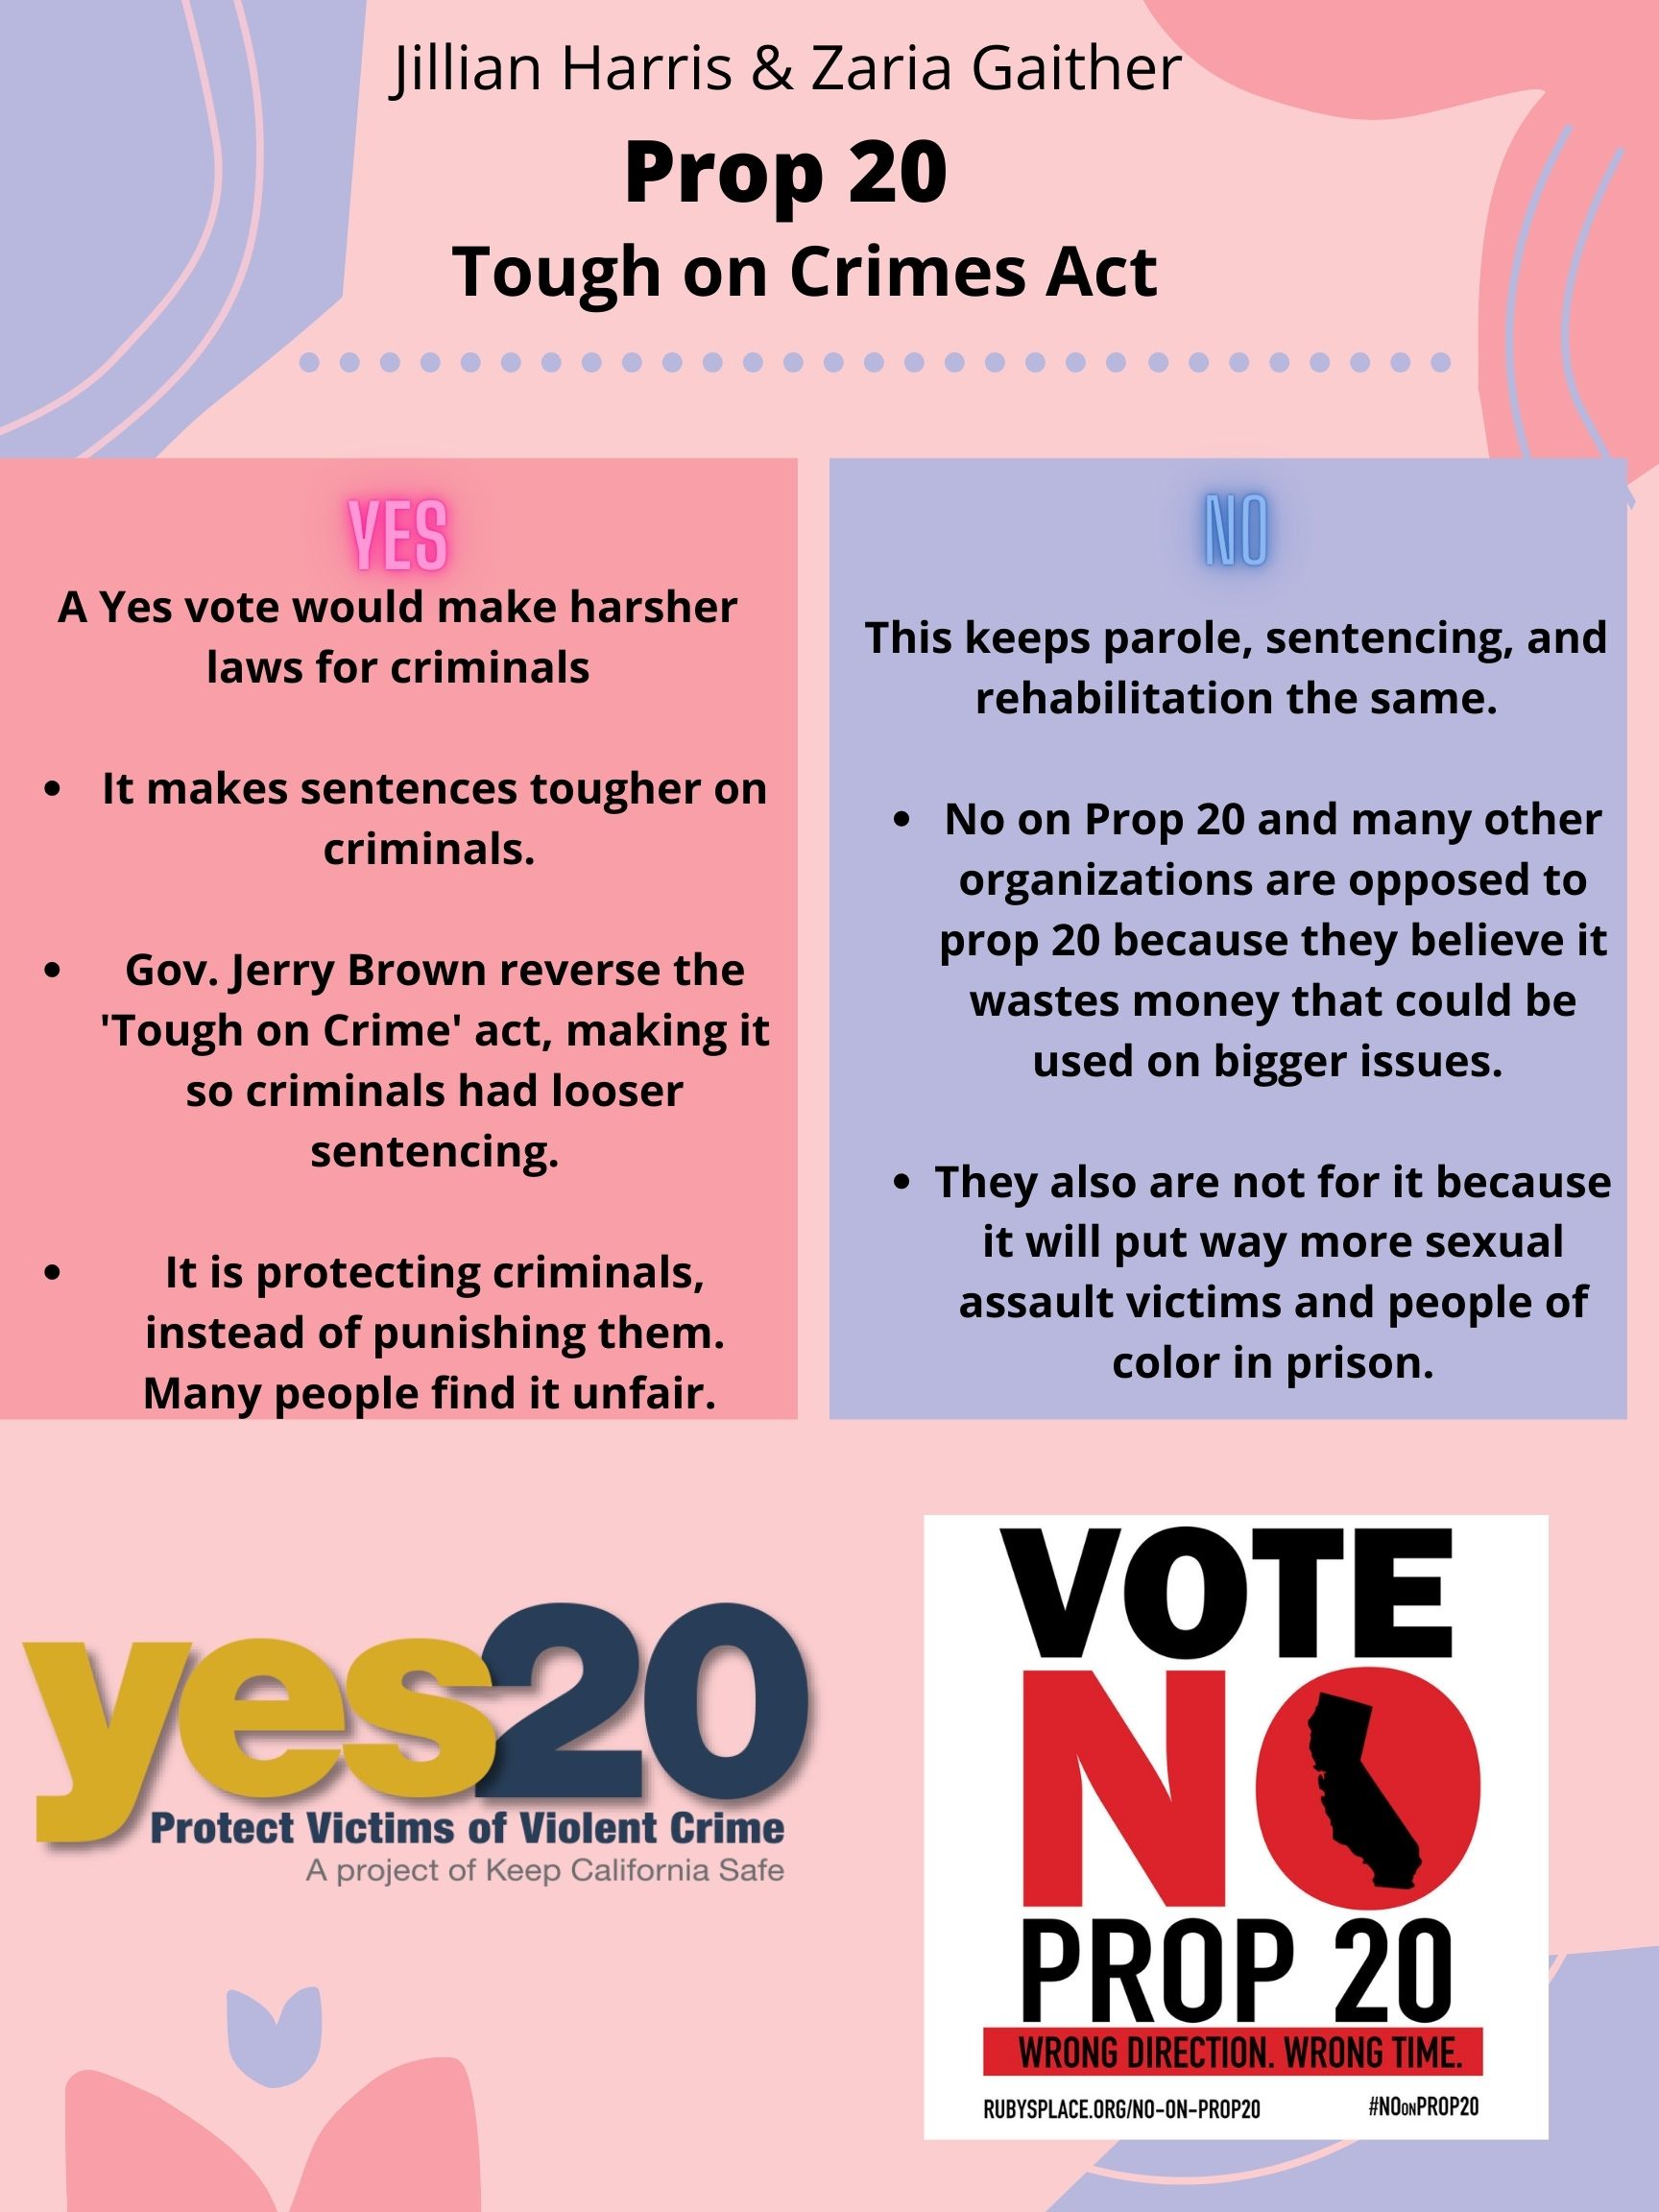 Jillian Harris & Zaria Gaither
Prop 20
Tough on Crimes Act
YES
A Yes vote would make harsher
laws for criminals
• It makes sentences tougher on
criminals.
• Gov. Jerry Brown reverse the
'Tough on Crime' act, making it
so criminals had looser
sentencing.
• It is protecting criminals,
instead of punishing them.
Many people find it unfair.
NO
This keeps parole, sentencing, and
rehabilitation the same.
• No on Prop 20 and many other
organizations are opposed to
prop 20 because they believe it
wastes money that could be
used on bigger issues.
• They also are not for it because
it will put way more sexual
assault victims and people of
color in prison.
yes20
Protect Victims of Violent Crime
A project of Keep California Safe
VOTE
NO
PROP 20
WRONG DIRECTION. WRONG TIME.
RUBYSPLACE.ORG/NO-ON-PROP20 #NOONPROP20